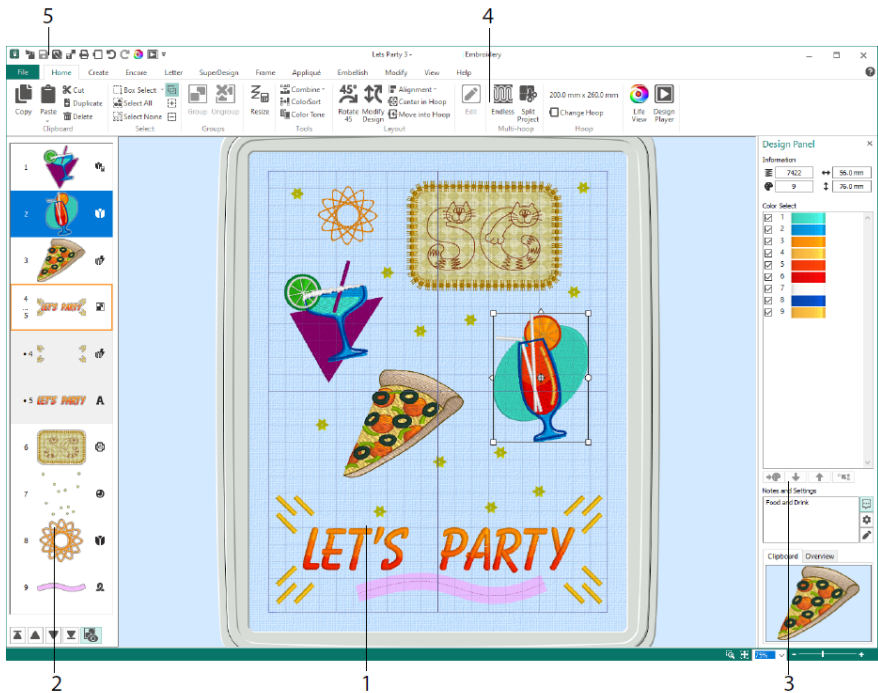 5
4
Lets Party 3 - Embroidery
File Home Create Encore Letter SuperDesign Frame Appliqué Embellish Modify View Help
Copy
Paste
Cut
Duplicate
Delete
Clipboard
Box Select
Select All
Select None
Select
Group Ungroup
Groups
Resize
Combine
ColorSort
Color Tone
Tools
Rotate 45
Modify Design
Alignment
Center in Hoop
Move into Hoop
Layout
Edit
Endless
Split Project
Multi-hoop
200.0 mm x 260.0 mm
Change Hoop
Hoop
Life View
Design Player
1
2
3
4
...
5
LET'S PARTY
4
5 LET'S PARTY A
6
7
8
9
SG
LET'S PARTY
Design Panel
Information
7422 56.0 mm
9 76.0 mm
Color Select
1
2
3
4
5
6
7
8
9
Notes and Settings
Food and Drink
Clipboard Overview
75%
2
1
3